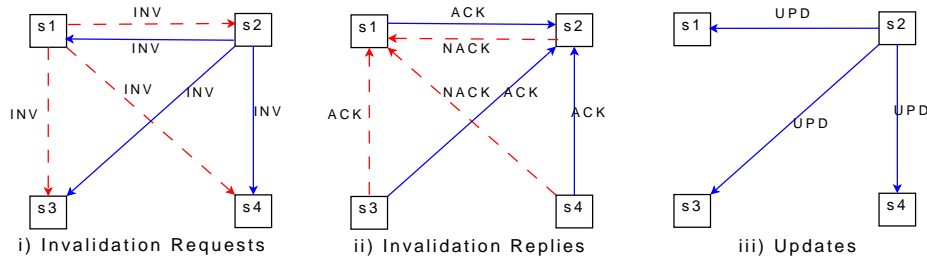 INV
ACK
UPD
s1
s2
s1
s2
s1
s2
INV
NACK
INV
INV
NACK
ACK
INV
INV
ACK
ACK
UPD
UPD
s3
s4
s3
s4
s3
s4
i) Invalidation Requests
ii) Invalidation Replies
iii) Updates